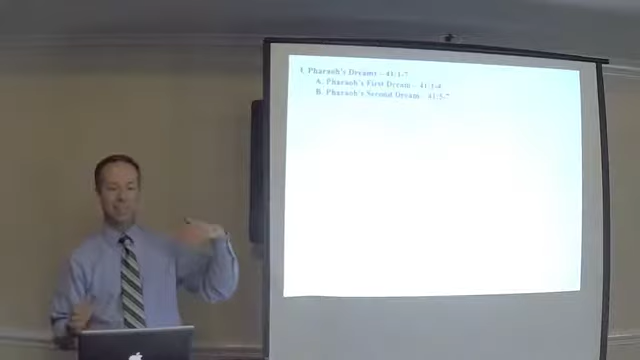 I. Pharaoh's Dreams – 41:1-7
A. Pharaoh's First Dream – 41:1-4
B. Pharaoh's Second Dream – 41:5-7